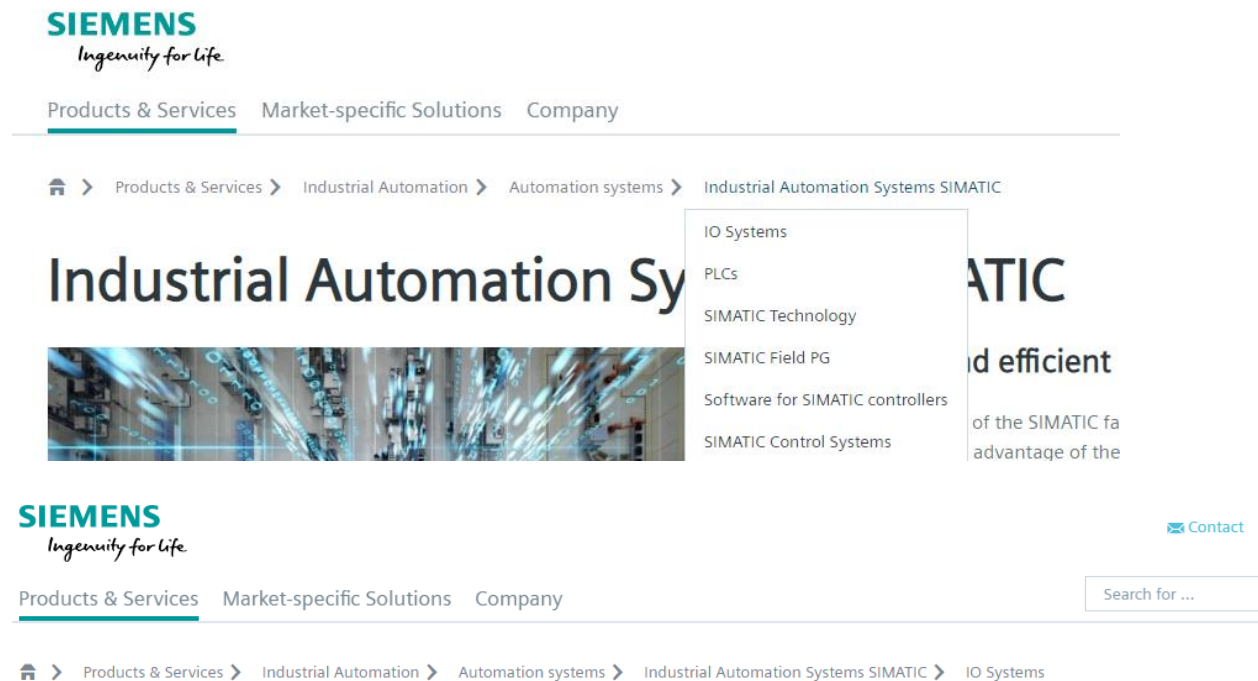 SIEMENS
Ingenuity for life
Products & Services Market-specific Solutions Company
Products & Services Industrial Automation Automation systems Industrial Automation Systems SIMATIC
IO Systems
PLCs
SIMATIC Technology
SIMATIC Field PG
Software for SIMATIC controllers
SIMATIC Control Systems
Industrial Automation Sy ATIC
d efficient
of the SIMATIC fa
advantage of the
SIEMENS
Ingenuity for life
Contact
Products & Services Market-specific Solutions Company
Search for ...
Products & Services Industrial Automation Automation systems Industrial Automation Systems SIMATIC IO Systems